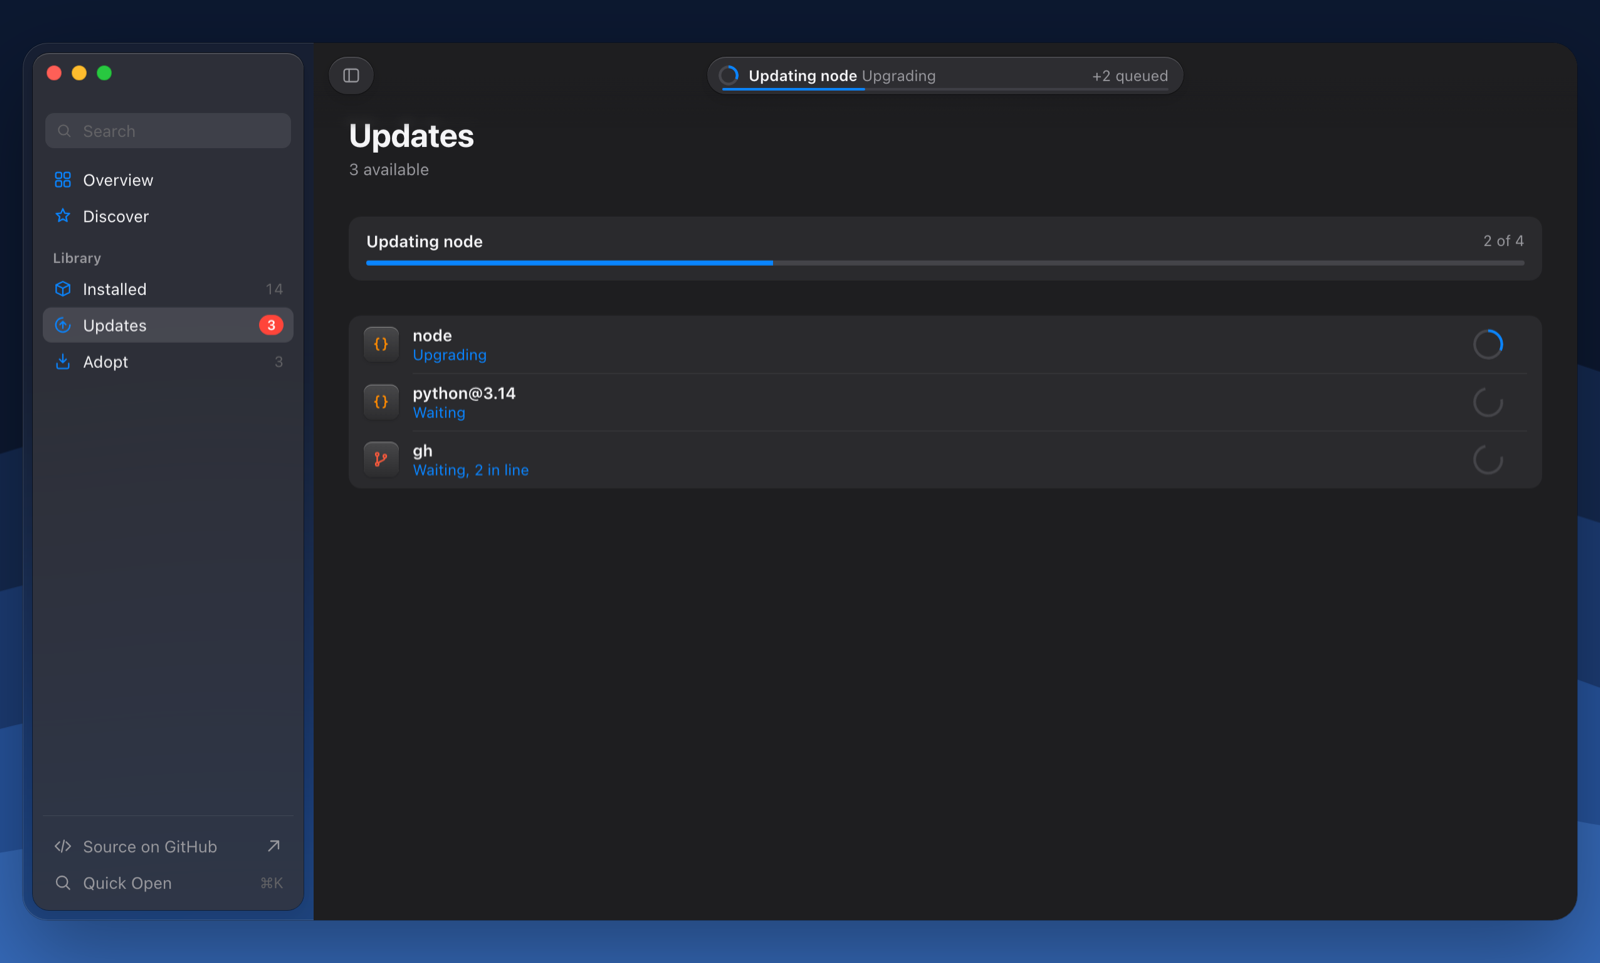 Updating node Upgrading +2 queued
Search
Overview
Discover
Library
Installed 14
Updates 3
Adopt 3
Source on GitHub
Quick Open ⌘K
Updates
3 available
Updating node 2 of 4
node
Upgrading
python@3.14
Waiting
gh
Waiting, 2 in line